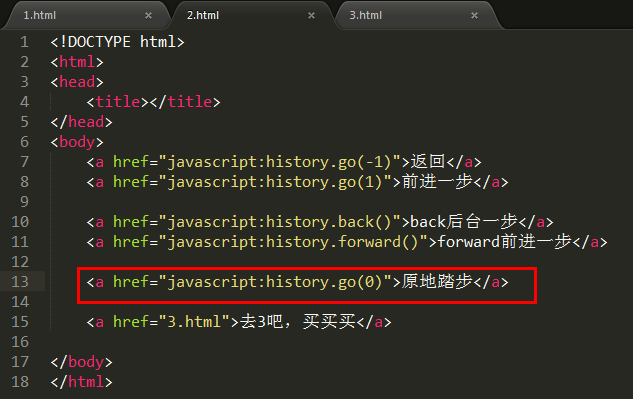 1.html × 2.html × 3.html ×
1 <!DOCTYPE html>
2 <html>
3 <head>
4 <title></title>
5 </head>
6 <body>
7 <a href="javascript:history.go(-1)">返回</a>
8 <a href="javascript:history.go(1)">前进一步</a>
9
10 <a href="javascript:history.back()">back后台一步</a>
11 <a href="javascript:history.forward()">forward前进一步</a>
12
13 <a href="javascript:history.go(0)">原地踏步</a>
14
15 <a href="3.html">去3吧，买买买</a>
16
17 </body>
18 </html>